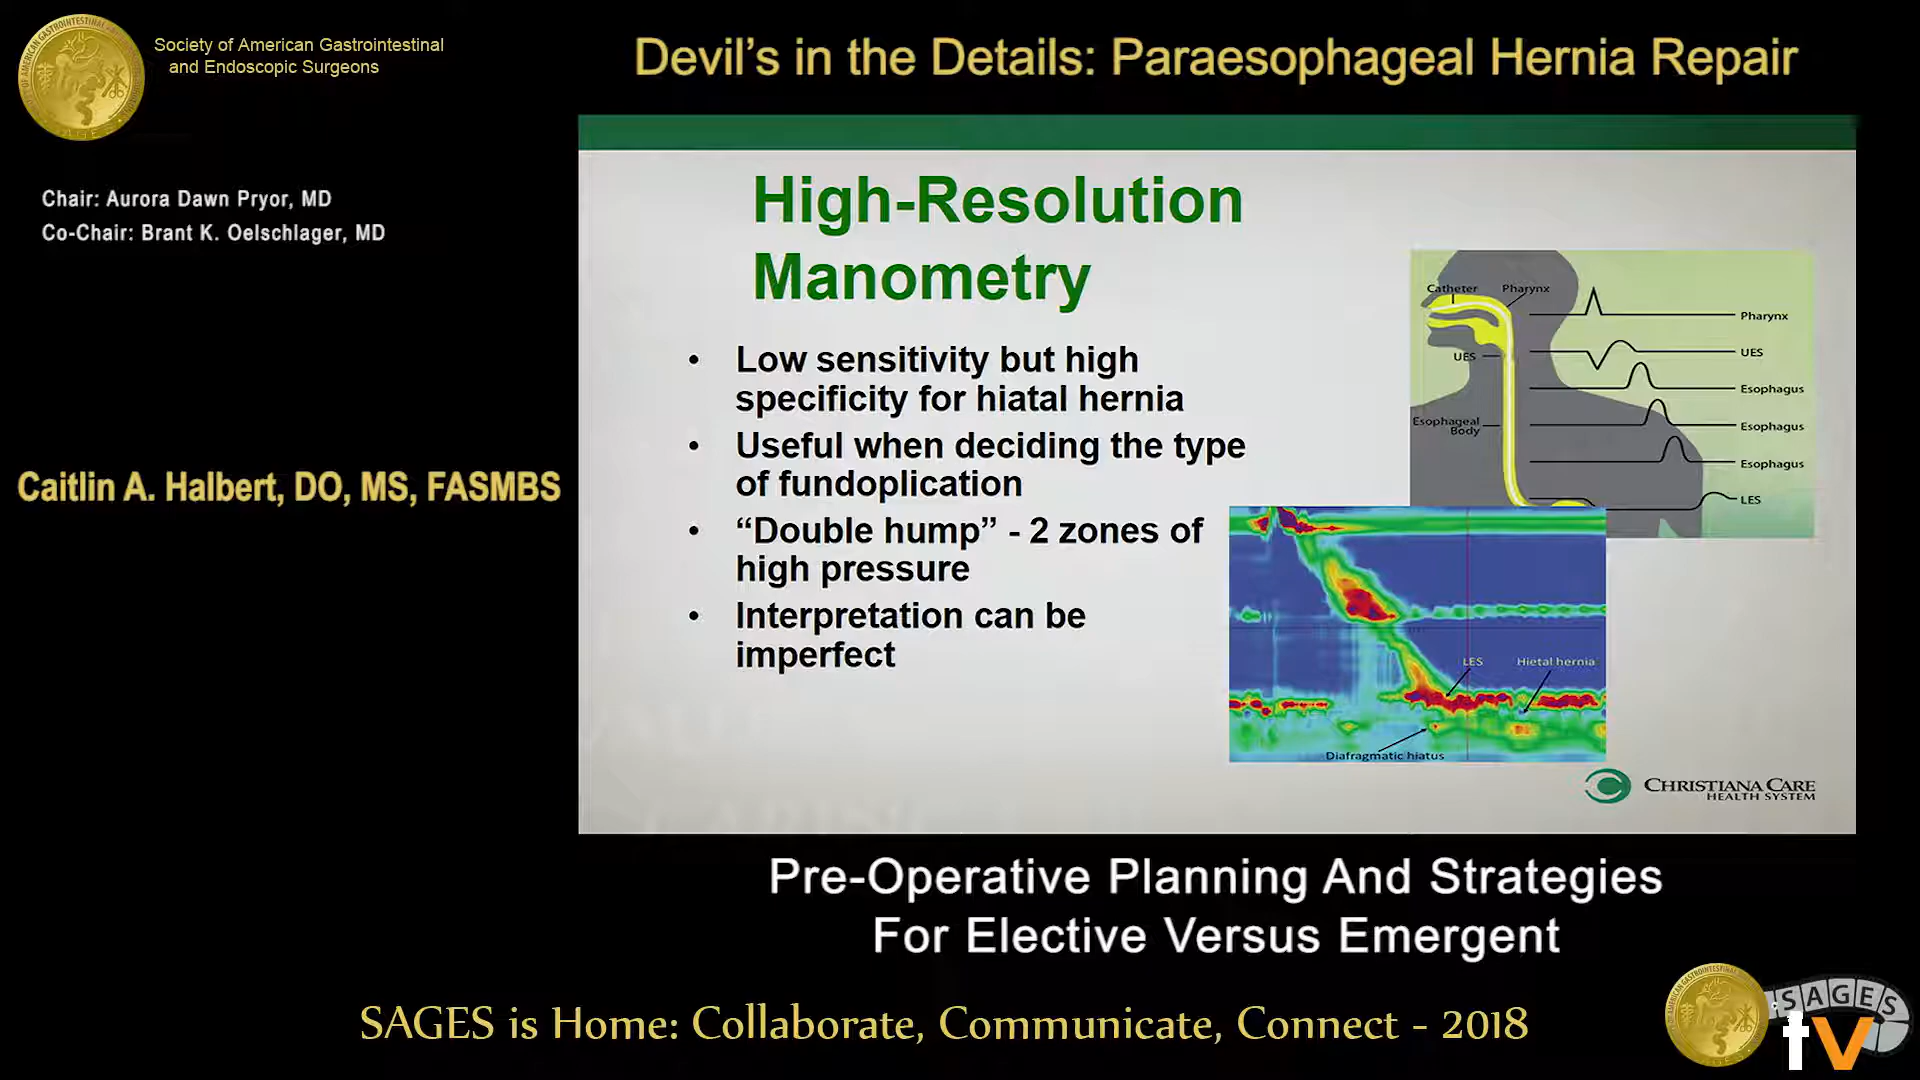 Society of American Gastrointestinal
and Endoscopic Surgeons
Devil's in the Details: Paraesophageal Hernia Repair
Chair: Aurora Dawn Pryor, MD
Co-Chair: Brant K. Oelschlager, MD
Caitlin A. Halbert, DO, MS, FASMBS
High-Resolution
Manometry
• Low sensitivity but high
specificity for hiatal hernia
• Useful when deciding the type
of fundoplication
• “Double hump” - 2 zones of
high pressure
• Interpretation can be
imperfect
Catheter
Pharynx
UES
Esophageal
Body
Pharynx
UES
Esophagus
Esophagus
Esophagus
LES
LES
Hietal hernia
Diafragmatic hiatus
CHRISTIANA CARE
HEALTH SYSTEM
Pre-Operative Planning And Strategies
For Elective Versus Emergent
SAGES is Home: Collaborate, Communicate, Connect - 2018
SAGES
tv